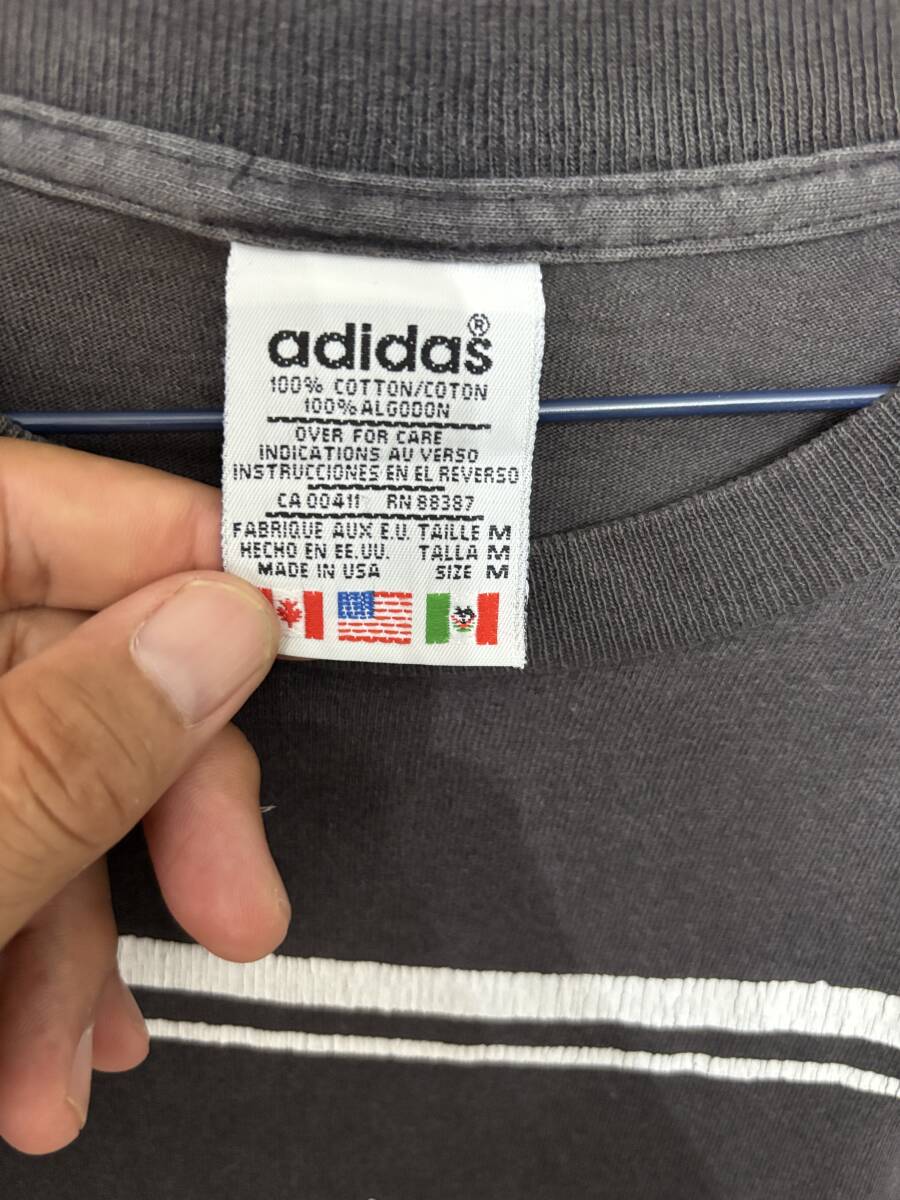 adidas®
100% COTTON/COTON
100% ALGODON
OVER FOR CARE
INDICATIONS AU VERSO
INSTRUCCIONES EN EL REVERSO
CA 00411 RN 88387
FABRIQUE AUX E.U. TAILLE M
HECHO EN EE.UU. TALLA M
MADE IN USA SIZE M